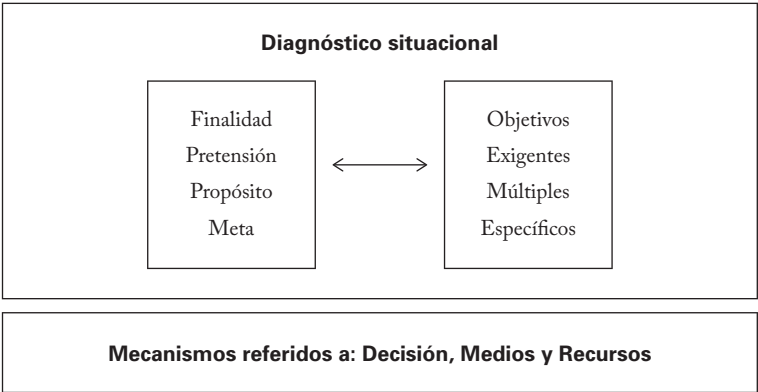 Diagnóstico situacional
Finalidad
Pretensión
Propósito
Meta
Objetivos
Exigentes
Múltiples
Específicos
Mecanismos referidos a: Decisión, Medios y Recursos